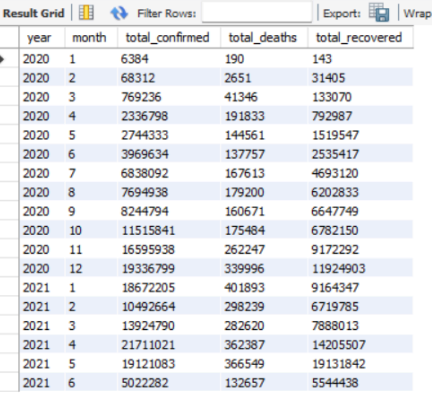 Result Grid Filter Rows: Export: Wrap
year month total_confirmed total_deaths total_recovered
2020 1 6384 190 143
2020 2 68312 2651 31405
2020 3 769236 41346 133070
2020 4 2336798 191833 792987
2020 5 2744333 144561 1519547
2020 6 3969634 137757 2535417
2020 7 6838092 167613 4693120
2020 8 7694938 179200 6202833
2020 9 8244794 160671 6647749
2020 10 11515841 175484 6782150
2020 11 16595938 262247 9172292
2020 12 19336799 339996 11924903
2021 1 18672205 401893 9164347
2021 2 10492664 298239 6719785
2021 3 13924790 282620 7888013
2021 4 21711021 362387 14205507
2021 5 19121083 366549 19131842
2021 6 5022282 132657 5544438